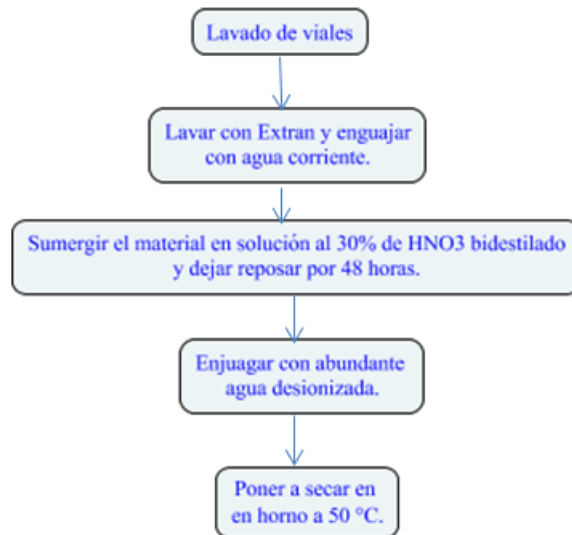 Lavado de viales
Lavar con Extran y enguajar
con agua corriente.
Sumergir el material en solución al 30% de HNO3 bidestilado
y dejar reposar por 48 horas.
Enjuagar con abundante
agua desionizada.
Poner a secar en
en horno a 50 °C.